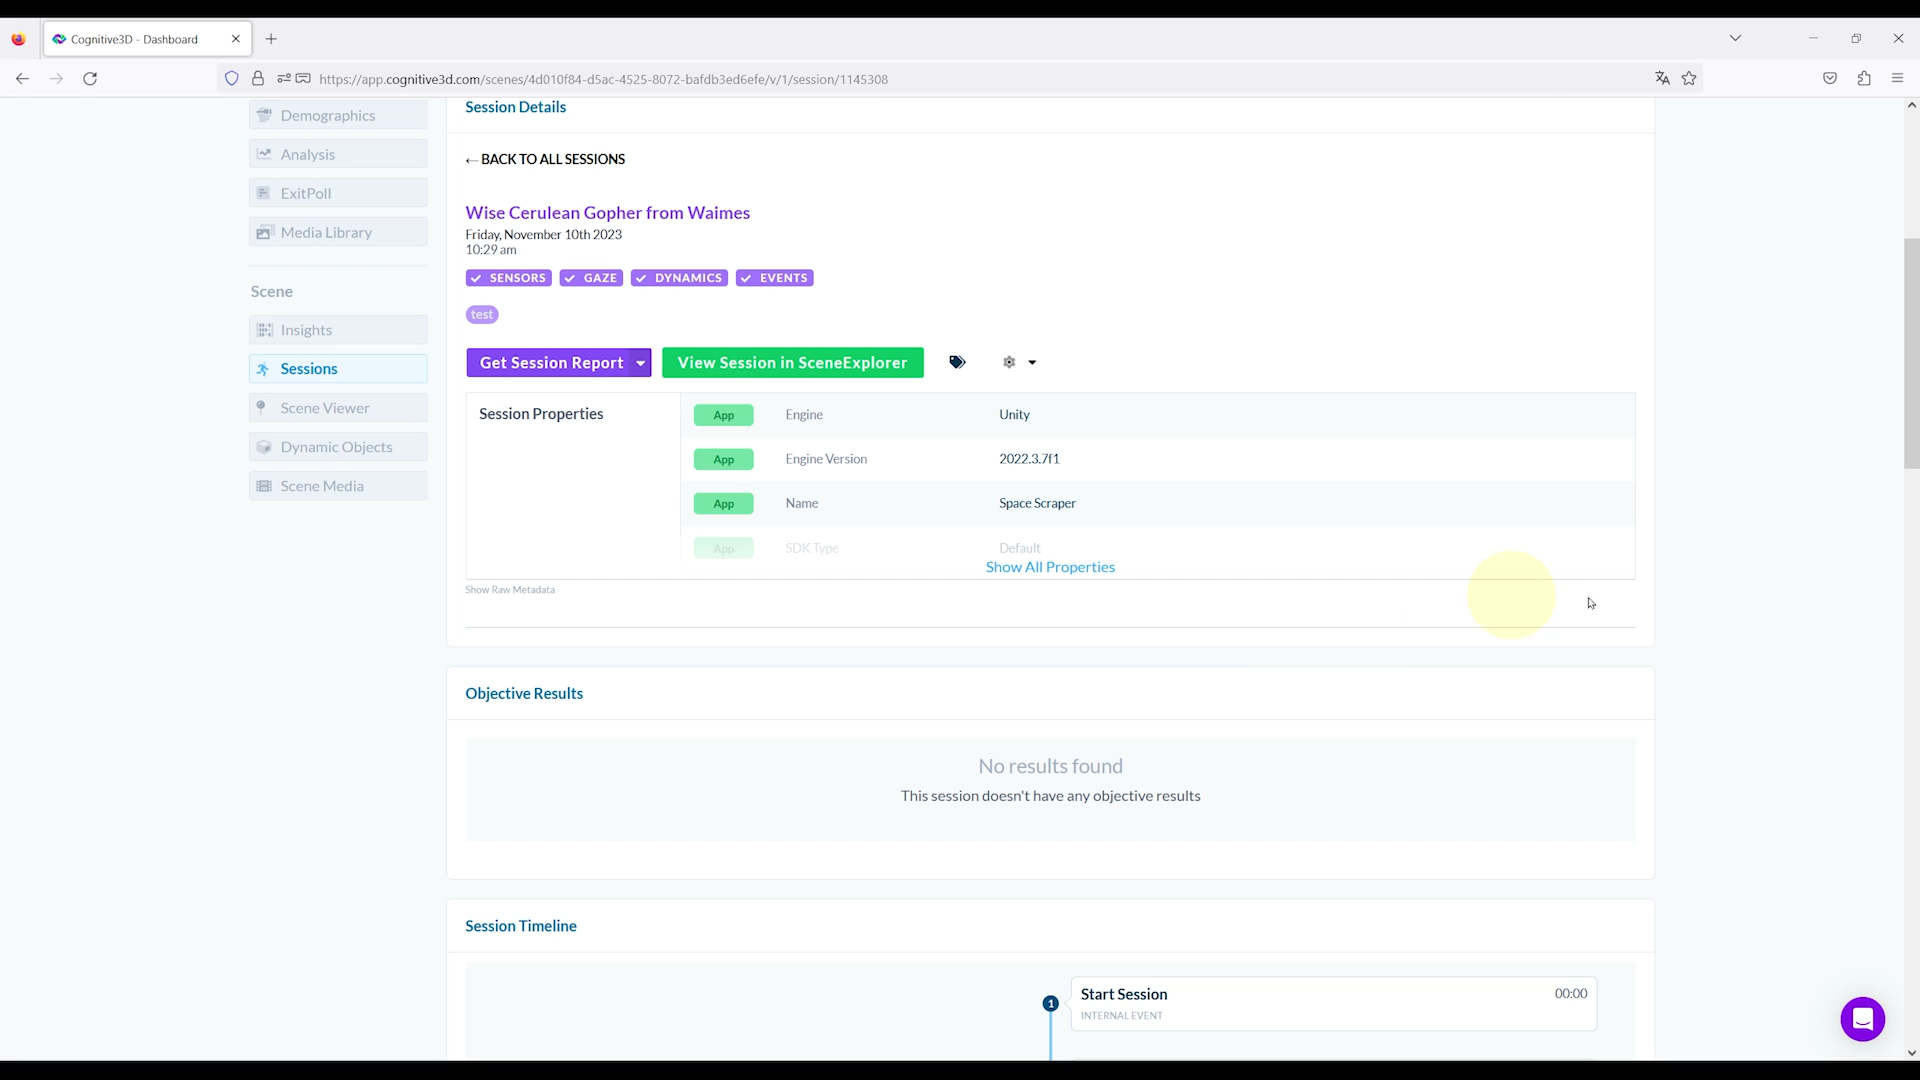 Cognitive3D - Dashboard
https://app.cognitive3d.com/scenes/4d010f84-d5ac-4525-8072-bafdb3ed6efe/v/1/session/1145308
Demographics
Analysis
ExitPoll
Media Library
Scene
Insights
Sessions
Scene Viewer
Dynamic Objects
Scene Media
Session Details
← BACK TO ALL SESSIONS
Wise Cerulean Gopher from Waimes
Friday, November 10th 2023
10:29 am
SENSORS GAZE DYNAMICS EVENTS
test
Get Session Report View Session in SceneExplorer
Session Properties
App Engine Unity
App Engine Version 2022.3.7f1
App Name Space Scraper
App SDK Type Default
Show All Properties
Show Raw Metadata
Objective Results
No results found
This session doesn't have any objective results
Session Timeline
1 Start Session 00:00
INTERNAL EVENT